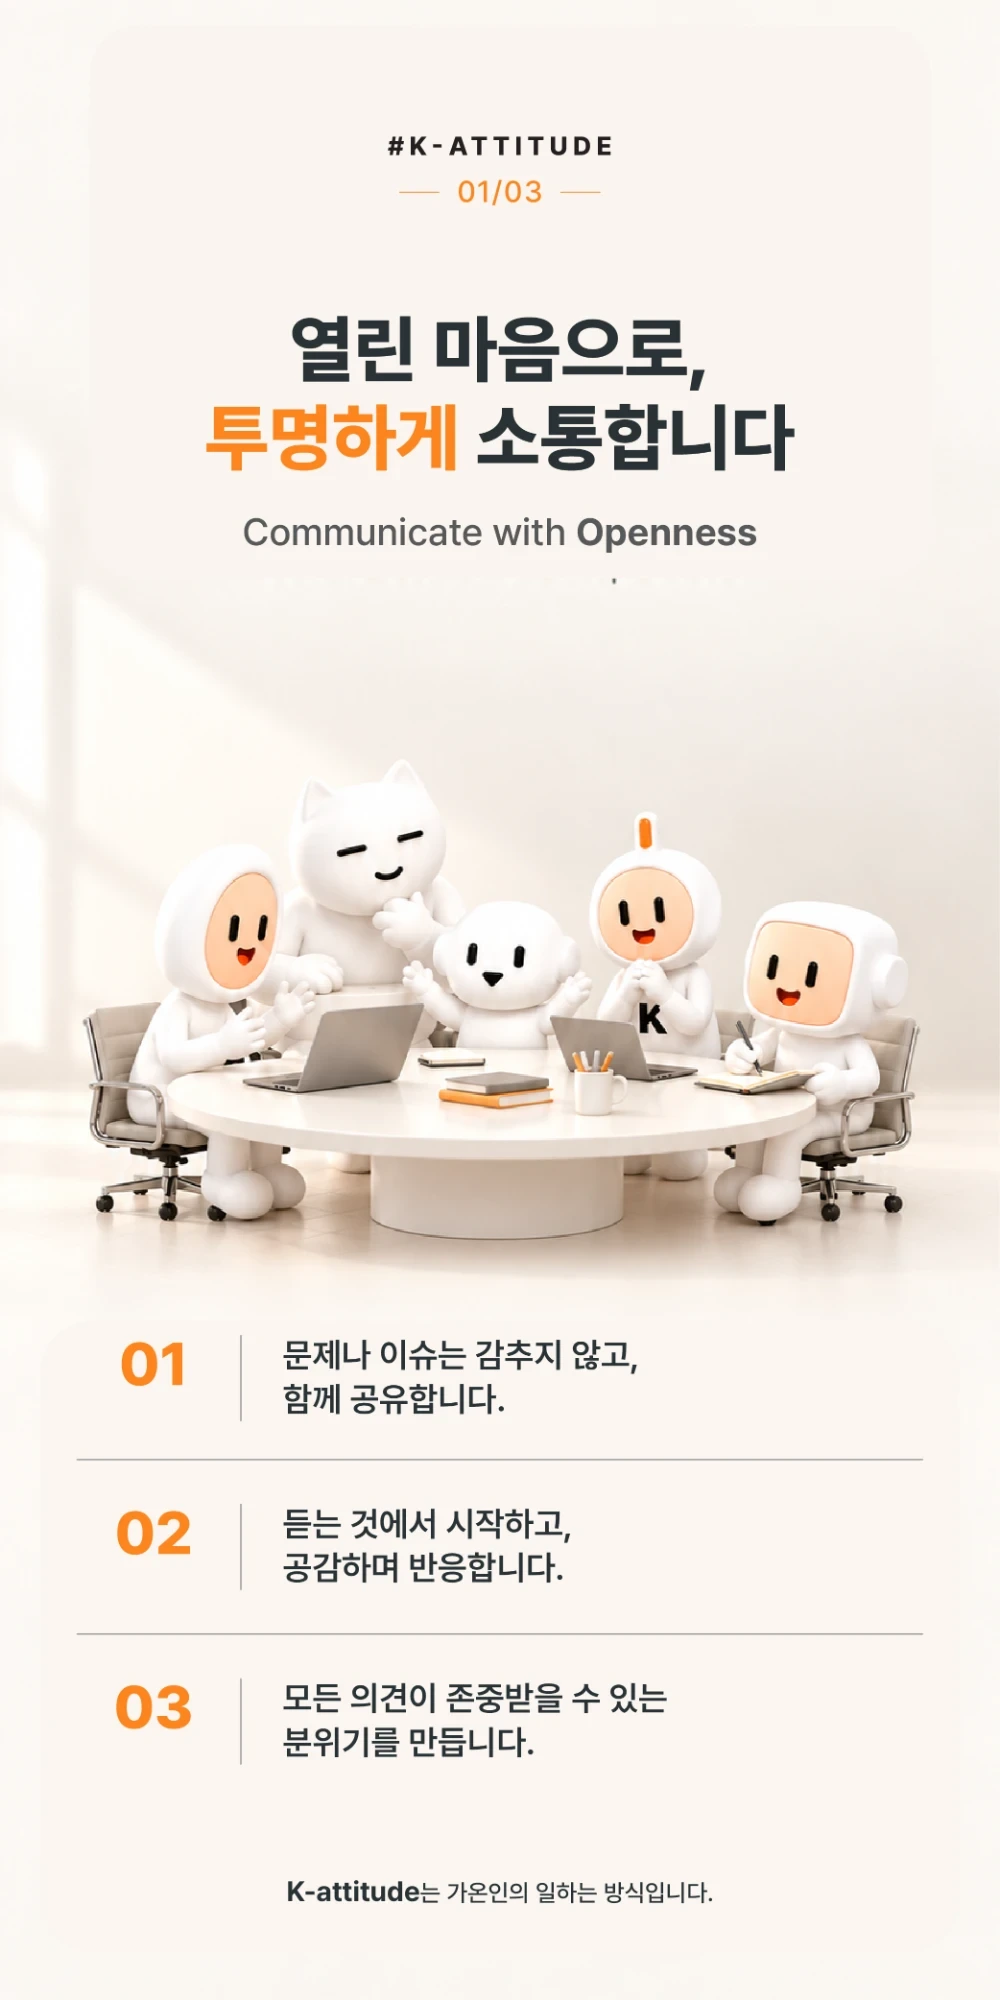 #K-ATTITUDE
01/03
열린 마음으로,
투명하게 소통합니다
Communicate with Openness
K
01
문제나 이슈는 감추지 않고,
함께 공유합니다.
02
듣는 것에서 시작하고,
공감하며 반응합니다.
03
모든 의견이 존중받을 수 있는
분위기를 만듭니다.
K-attitude는 가온인의 일하는 방식입니다.